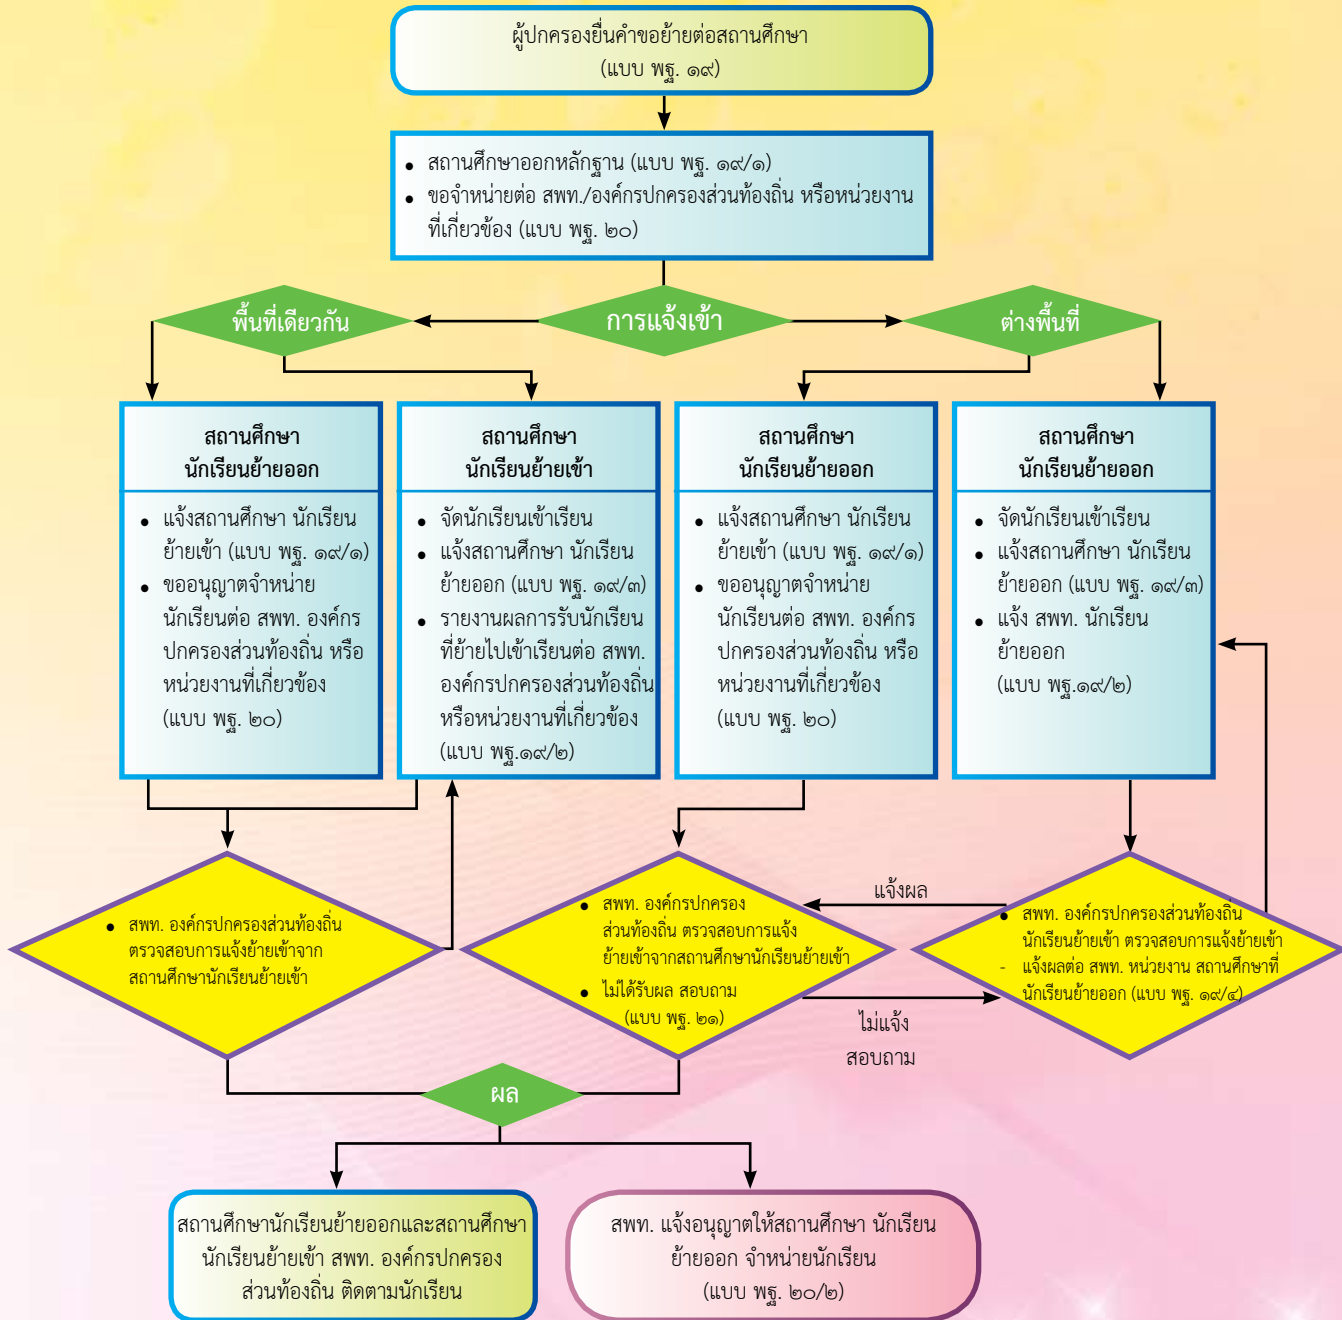 ผู้ปกครองยื่นคำขอย้ายต่อสถานศึกษา
(แบบ พฐ. ๑๙)
• สถานศึกษาออกหลักฐาน (แบบ พฐ. ๑๙/๑)
• ขอจำหน่ายต่อ สพท./องค์กรปกครองส่วนท้องถิ่น หรือหน่วยงาน
ที่เกี่ยวข้อง (แบบ พฐ. ๒๐)
พื้นที่เดียวกัน
การแจ้งเข้า
ต่างพื้นที่
สถานศึกษา
นักเรียนย้ายออก
• แจ้งสถานศึกษา นักเรียน
ย้ายเข้า (แบบ พฐ. ๑๙/๑)
• ขออนุญาตจำหน่าย
นักเรียนต่อ สพท. องค์กร
ปกครองส่วนท้องถิ่น หรือ
หน่วยงานที่เกี่ยวข้อง
(แบบ พฐ. ๒๐)
สถานศึกษา
นักเรียนย้ายเข้า
• จัดนักเรียนเข้าเรียน
• แจ้งสถานศึกษา นักเรียน
ย้ายออก (แบบ พฐ. ๑๙/๓)
• รายงานผลการรับนักเรียน
ที่ย้ายไปเข้าเรียนต่อ สพท.
องค์กรปกครองส่วนท้องถิ่น
หรือหน่วยงานที่เกี่ยวข้อง
(แบบ พฐ.๑๙/๒)
สถานศึกษา
นักเรียนย้ายออก
• แจ้งสถานศึกษา นักเรียน
ย้ายเข้า (แบบ พฐ. ๑๙/๑)
• ขออนุญาตจำหน่าย
นักเรียนต่อ สพท. องค์กร
ปกครองส่วนท้องถิ่น หรือ
หน่วยงานที่เกี่ยวข้อง
(แบบ พฐ. ๒๐)
สถานศึกษา
นักเรียนย้ายออก
• จัดนักเรียนเข้าเรียน
• แจ้งสถานศึกษา นักเรียน
ย้ายออก (แบบ พฐ. ๑๙/๓)
• แจ้ง สพท. นักเรียน
ย้ายออก
(แบบ พฐ.๑๙/๒)
• สพท. องค์กรปกครองส่วนท้องถิ่น
ตรวจสอบการแจ้งย้ายเข้าจาก
สถานศึกษานักเรียนย้ายเข้า
• สพท. องค์กรปกครอง
ส่วนท้องถิ่น ตรวจสอบการแจ้ง
ย้ายเข้าจากสถานศึกษานักเรียนย้ายเข้า
• ไม่ได้รับผล สอบถาม
(แบบ พฐ. ๒๑)
แจ้งผล
ไม่แจ้ง
สอบถาม
• สพท. องค์กรปกครองส่วนท้องถิ่น
นักเรียนย้ายเข้า ตรวจสอบการแจ้งย้ายเข้า
- แจ้งผลต่อ สพท. หน่วยงาน สถานศึกษาที่
นักเรียนย้ายออก (แบบ พฐ. ๑๙/๔)
ผล
สถานศึกษานักเรียนย้ายออกและสถานศึกษา
นักเรียนย้ายเข้า สพท. องค์กรปกครอง
ส่วนท้องถิ่น ติดตามนักเรียน
สพท. แจ้งอนุญาตให้สถานศึกษา นักเรียน
ย้ายออก จำหน่ายนักเรียน
(แบบ พฐ. ๒๐/๒)